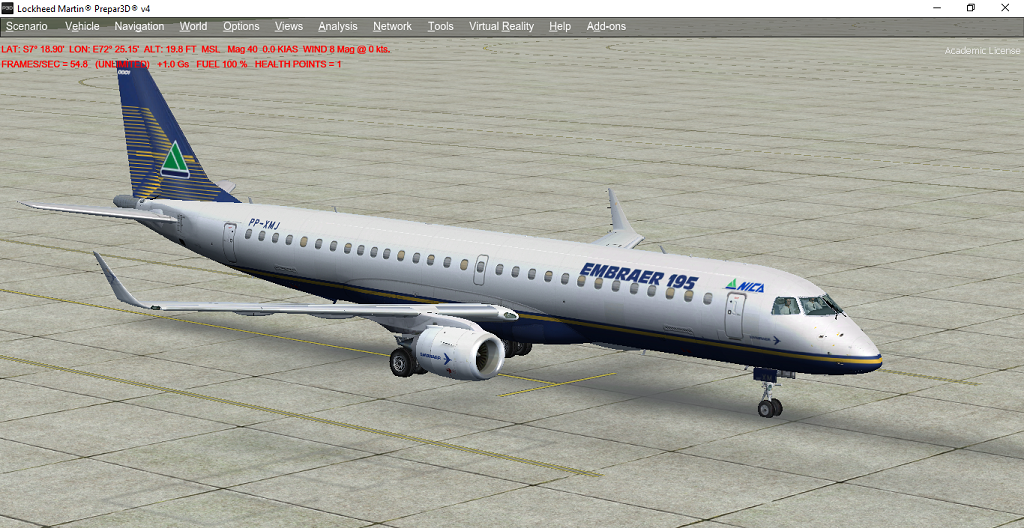 Lockheed Martin® Prepar3D® v4
Scenario Vehicle Navigation World Options Views Analysis Network Tools Virtual Reality Help Add-ons
LAT: S7° 18.90' LON: E72° 25.15' ALT: 19.8 FT MSL Mag 40 0.0 KIAS WIND 8 Mag @ 0 kts.
Academic License
FRAMES/SEC = 54.8 (UNLIMITED) +1.0 Gs FUEL 100 % HEALTH POINTS = 1
PP-XMJ
EMBRAER 195
NICA
EMBRAER